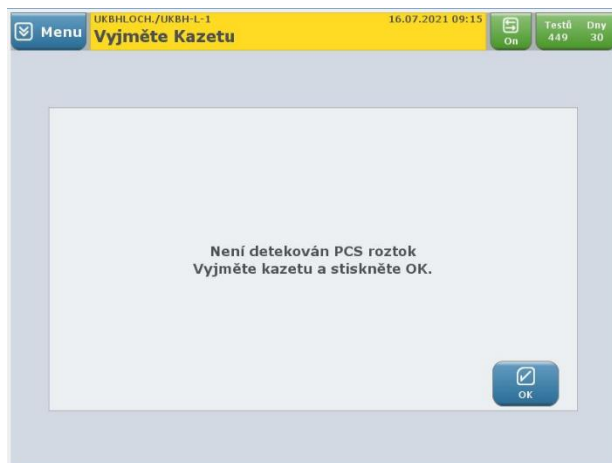 Menu
UKBHLOCH./UKBH-L-1
16.07.2021 09:15
Vyjměte Kazetu
On
Testů Dny
449 30
Není detekován PCS roztok
Vyjměte kazetu a stiskněte OK.
OK